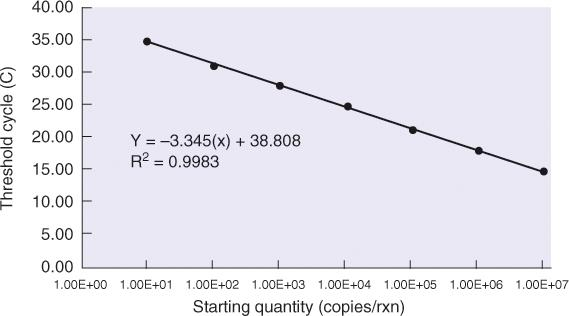 40.00
35.00
30.00
25.00
20.00
15.00
10.00
5.00
0.00
Threshold cycle (C)
Y = –3.345(x) + 38.808
R² = 0.9983
1.00E+00 1.00E+01 1.00E+02 1.00E+03 1.00E+04 1.00E+05 1.00E+06 1.00E+07
Starting quantity (copies/rxn)